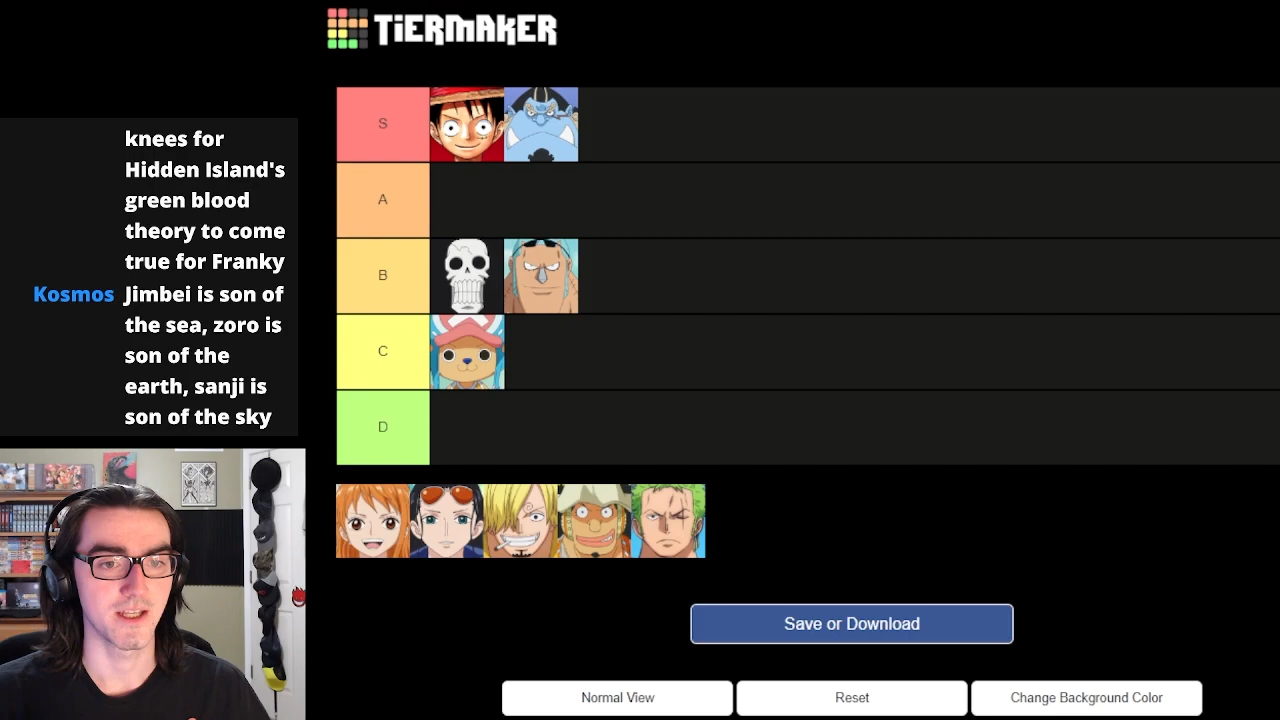 TiERMAKER
S
A
B
C
D
knees for
Hidden Island's
green blood
theory to come
true for Franky
Kosmos Jimbei is son of
the sea, zoro is
son of the
earth, sanji is
son of the sky
Save or Download
Normal View
Reset
Change Background Color